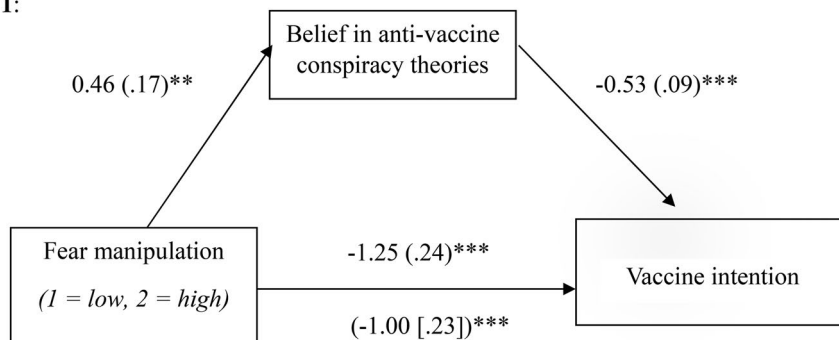 1:
Belief in anti-vaccine
conspiracy theories
0.46 (.17)**
-0.53 (.09)***
Fear manipulation
(1 = low, 2 = high)
-1.25 (.24)***
(-1.00 [.23])***
Vaccine intention